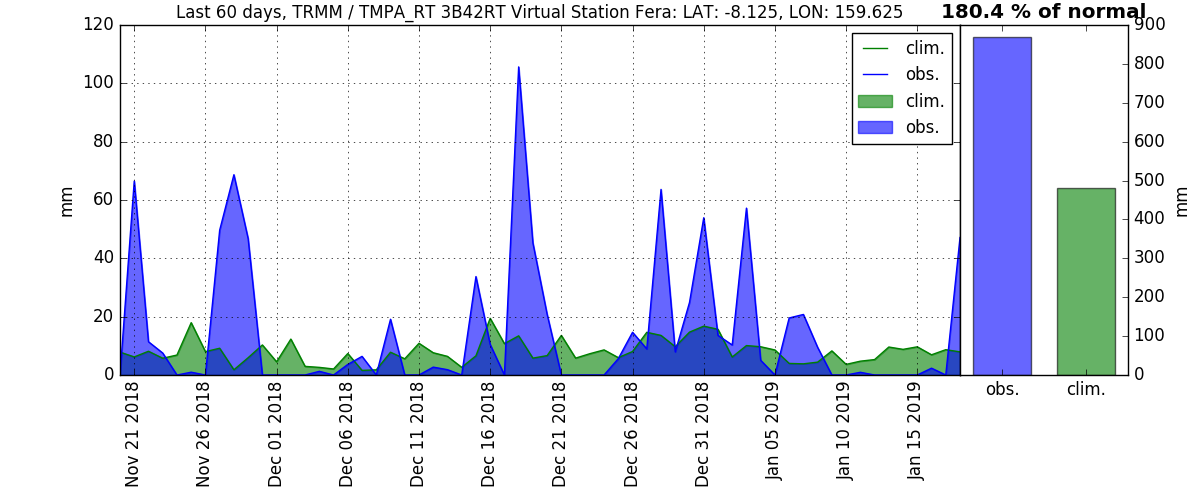 Last 60 days, TRMM / TMPA_RT 3B42RT Virtual Station Fera: LAT: -8.125, LON: 159.625
180.4 % of normal
120
100
80
60
40
20
0
mm
clim.
obs.
clim.
obs.
900
800
700
600
500
400
300
200
100
0
mm
Nov 21 2018
Nov 26 2018
Dec 01 2018
Dec 06 2018
Dec 11 2018
Dec 16 2018
Dec 21 2018
Dec 26 2018
Dec 31 2018
Jan 05 2019
Jan 10 2019
Jan 15 2019
obs.
clim.